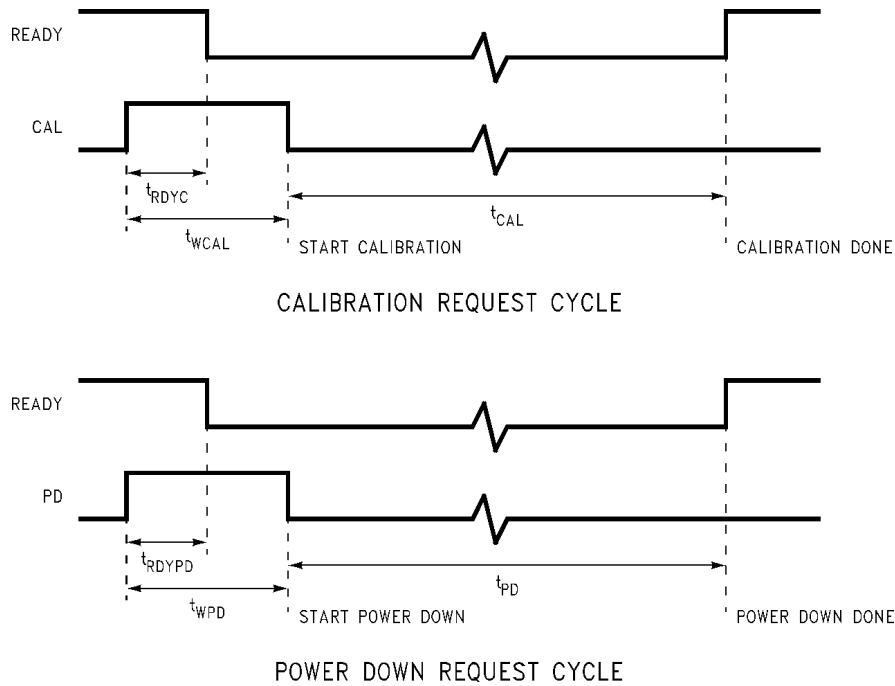 READY
CAL
tRDYC
tWCAL
tCAL
START CALIBRATION
CALIBRATION DONE
CALIBRATION REQUEST CYCLE
READY
PD
tRDYPD
tWPD
tPD
START POWER DOWN
POWER DOWN DONE
POWER DOWN REQUEST CYCLE